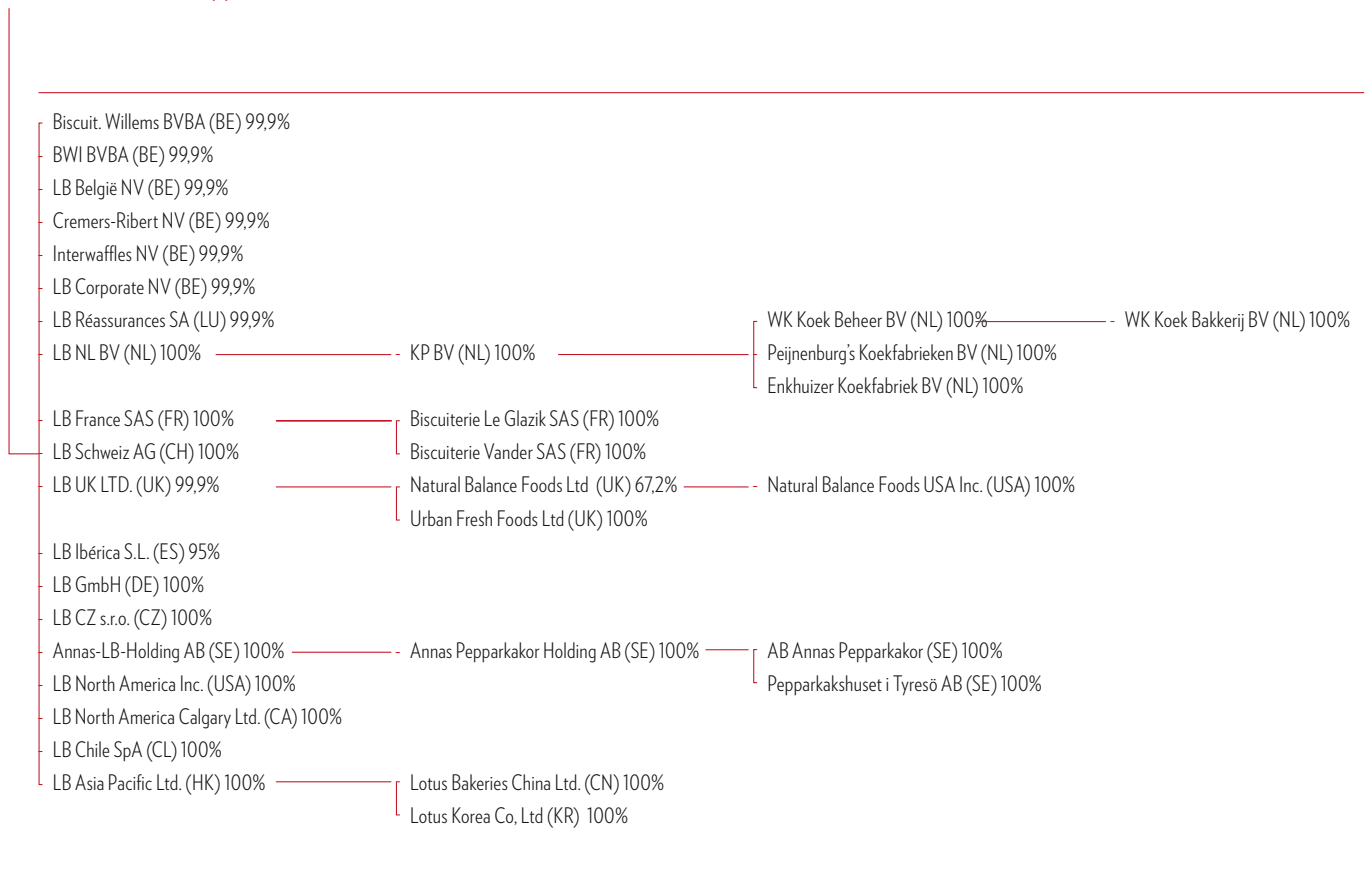 Biscuit. Willems BVBA (BE) 99,9%
BWI BVBA (BE) 99,9%
LB België NV (BE) 99,9%
Cremers-Ribert NV (BE) 99,9%
Interwaffles NV (BE) 99,9%
LB Corporate NV (BE) 99,9%
LB Réassurances SA (LU) 99,9% WK Koek Beheer BV (NL) 100% WK Koek Bakkerij BV (NL) 100%
LB NL BV (NL) 100% KP BV (NL) 100% Peijnenburg's Koekfabrieken BV (NL) 100%
Enkhuizer Koekfabriek BV (NL) 100%
LB France SAS (FR) 100% Biscuiterie Le Glazik SAS (FR) 100%
LB Schweiz AG (CH) 100% Biscuiterie Vander SAS (FR) 100%
LB UK LTD. (UK) 99,9% Natural Balance Foods Ltd (UK) 67,2% Natural Balance Foods USA Inc. (USA) 100%
Urban Fresh Foods Ltd (UK) 100%
LB Ibérica S.L. (ES) 95%
LB GmbH (DE) 100%
LB CZ s.r.o. (CZ) 100%
Annas-LB-Holding AB (SE) 100% Annas Pepparkakor Holding AB (SE) 100% AB Annas Pepparkakor (SE) 100%
LB North America Inc. (USA) 100% Pepparkakshuset i Tyresö AB (SE) 100%
LB North America Calgary Ltd. (CA) 100%
LB Chile SpA (CL) 100%
LB Asia Pacific Ltd. (HK) 100% Lotus Bakeries China Ltd. (CN) 100%
Lotus Korea Co, Ltd (KR) 100%